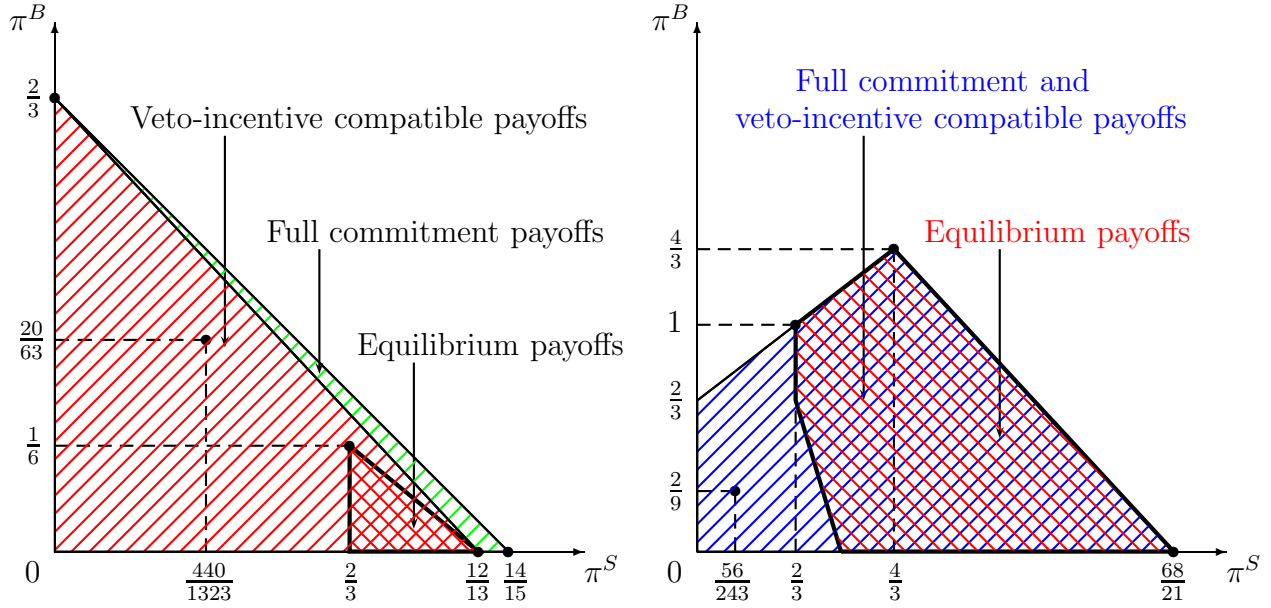 π^B
2/3
Veto-incentive compatible payoffs
Full commitment payoffs
20/63
Equilibrium payoffs
1/6
0
440/1323
2/3
12/13
14/15
π^S
π^B
Full commitment and
veto-incentive compatible payoffs
4/3
Equilibrium payoffs
1
2/3
2/9
0
56/243
2/3
4/3
68/21
π^S